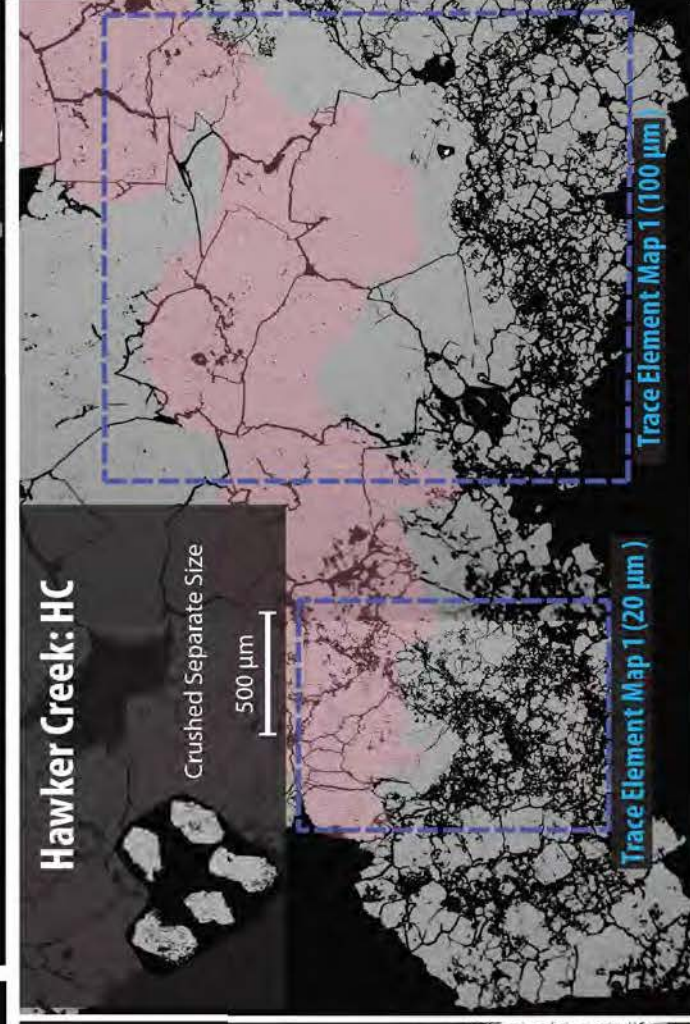 Hawker Creek: HC
Crushed Separate Size
500 µm
Trace Element Map 1 (20 µm )
Trace Element Map 1 (100 µm )